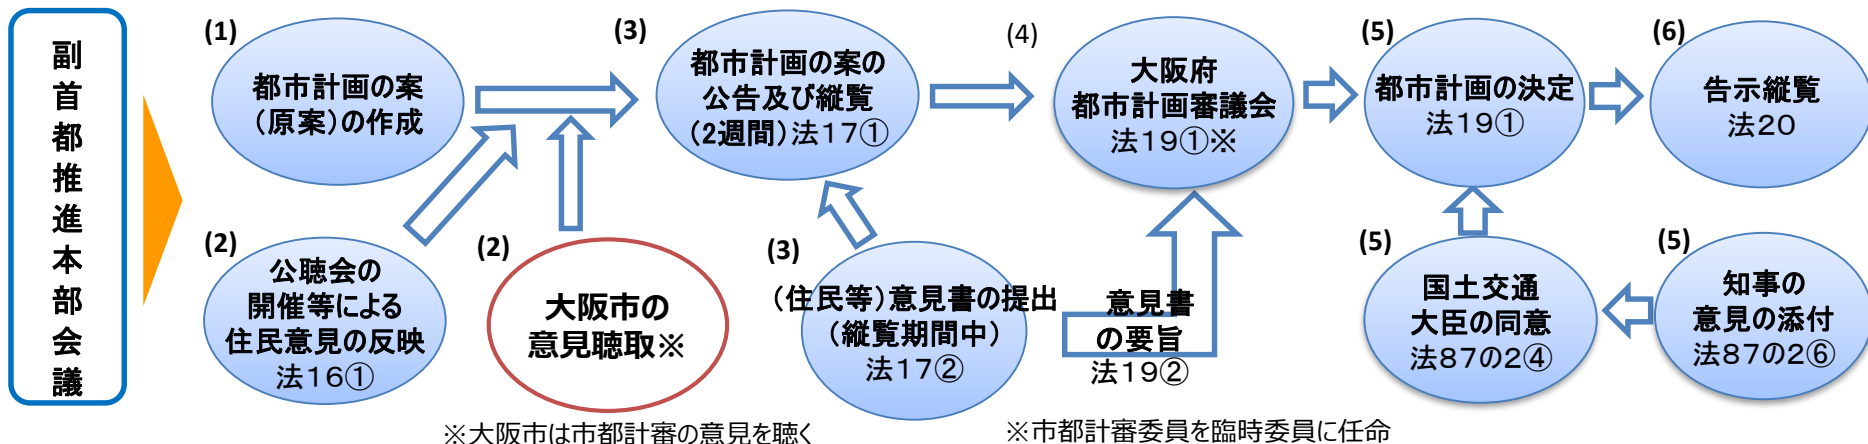 副首都推進本部会議
(1)
都市計画の案
(原案)の作成
(2)
公聴会の
開催等による
住民意見の反映
法16①
(2)
大阪市の
意見聴取※
※大阪市は市都計審の意見を聴く
(3)
都市計画の案の
公告及び縦覧
(2週間)法17①
(3)
(住民等)意見書の提出
(縦覧期間中)
法17②
意見書
の要旨
法19②
(4)
大阪府
都市計画審議会
法19①※
※市都計審委員を臨時委員に任命
(5)
都市計画の決定
法19①
(5)
国土交通
大臣の同意
法87の2④
(5)
知事の
意見の添付
法87の2⑥
(6)
告示縦覧
法20